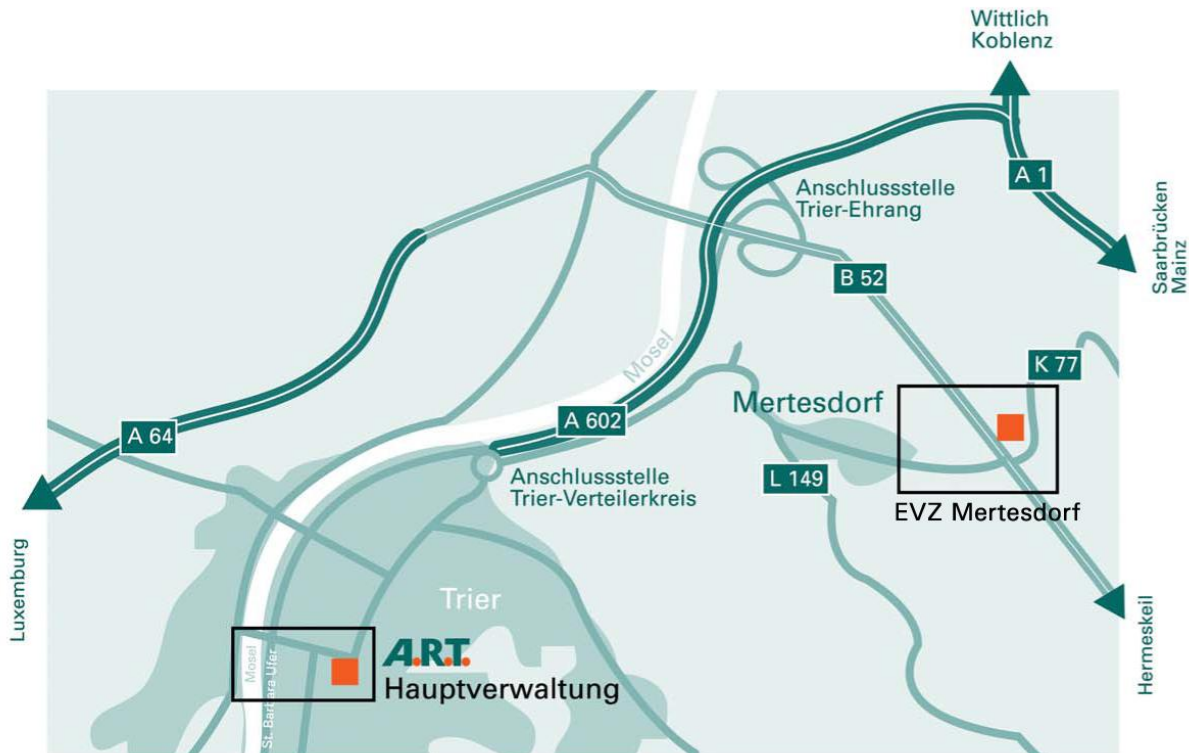 Wittlich
Koblenz
A 1
Anschlussstelle
Trier-Ehrang
Saarbrücken
Mainz
B 52
Mosel
K 77
Mertesdorf
A 602
A 64
Anschlussstelle
Trier-Verteilerkreis
L 149
EVZ Mertesdorf
Luxemburg
Trier
Hermeskeil
A.R.T.
Hauptverwaltung
Mosel
St. Barbara Ufer